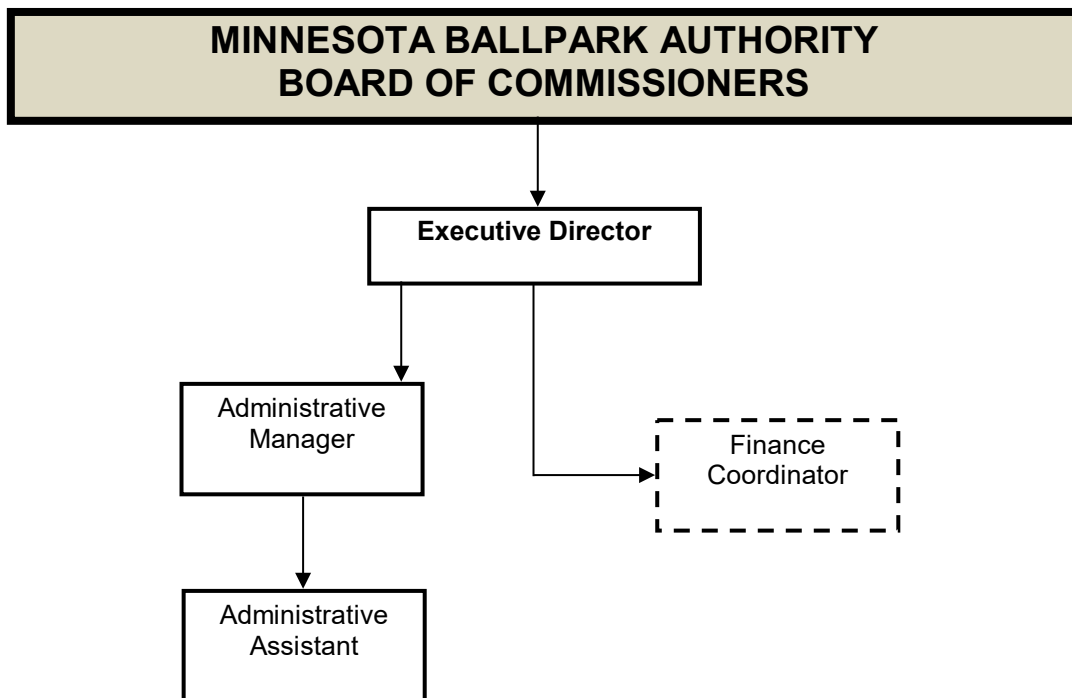 MINNESOTA BALLPARK AUTHORITY
BOARD OF COMMISSIONERS
Executive Director
Administrative
Manager
Finance
Coordinator
Administrative
Assistant